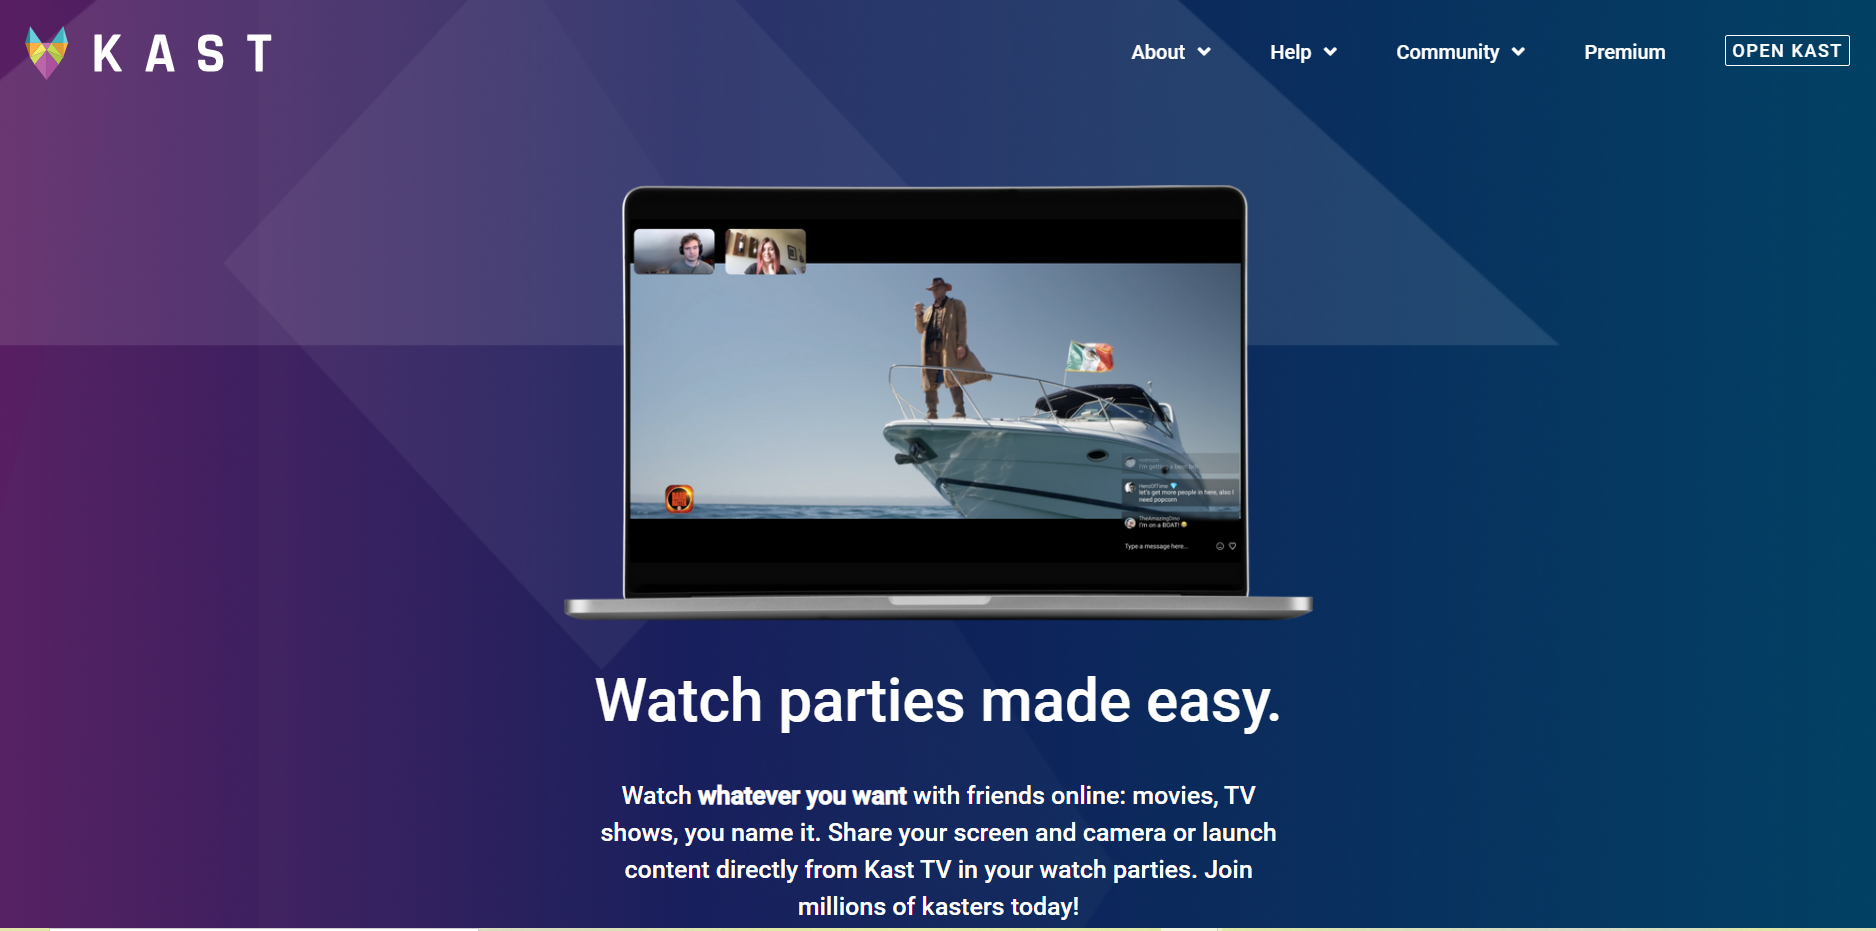 KAST
About
Help
Community
Premium
OPEN KAST
HeroOfTime
let's get more people in here, also I
need popcorn
TheAmazingDino
I'm on a BOAT!
Type a message here...
Watch parties made easy.
Watch whatever you want with friends online: movies, TV
shows, you name it. Share your screen and camera or launch
content directly from Kast TV in your watch parties. Join
millions of kasters today!